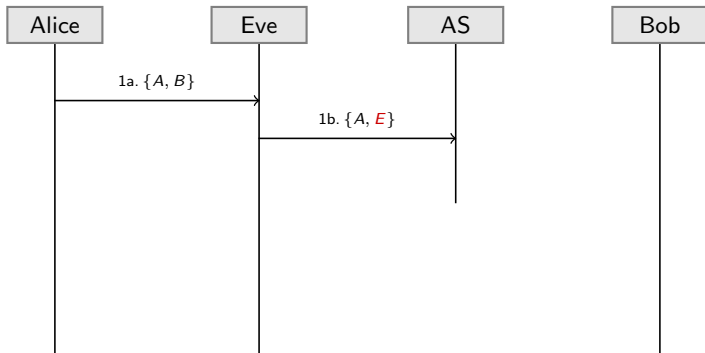 Alice Eve AS Bob
1a. {A, B}
1b. {A, E}